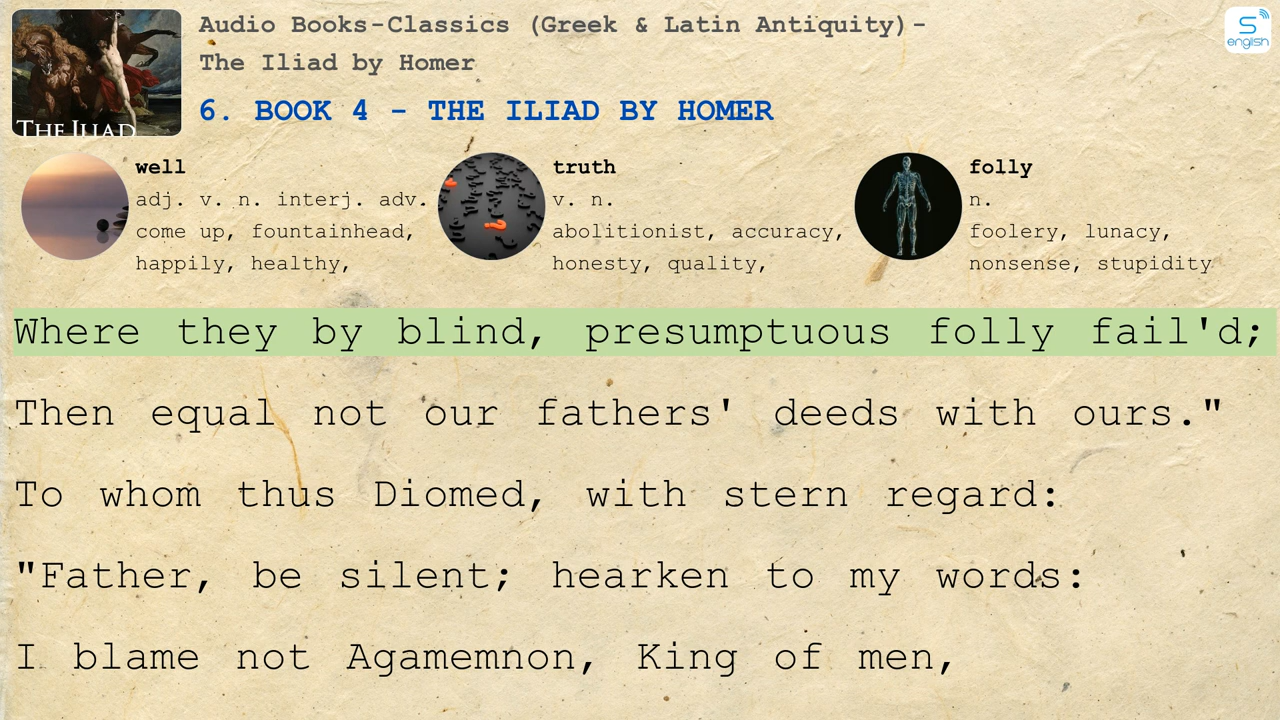 Audio Books-Classics (Greek & Latin Antiquity)-
The Iliad by Homer
6. BOOK 4 - THE ILIAD BY HOMER
THE ILIAD
S
english
well
adj. v. n. interj. adv.
come up, fountainhead,
happily, healthy,
truth
v. n.
abolitionist, accuracy,
honesty, quality,
folly
n.
foolery, lunacy,
nonsense, stupidity
Where they by blind, presumptuous folly fail'd;
Then equal not our fathers' deeds with ours."
To whom thus Diomed, with stern regard:
"Father, be silent; hearken to my words:
I blame not Agamemnon, King of men,